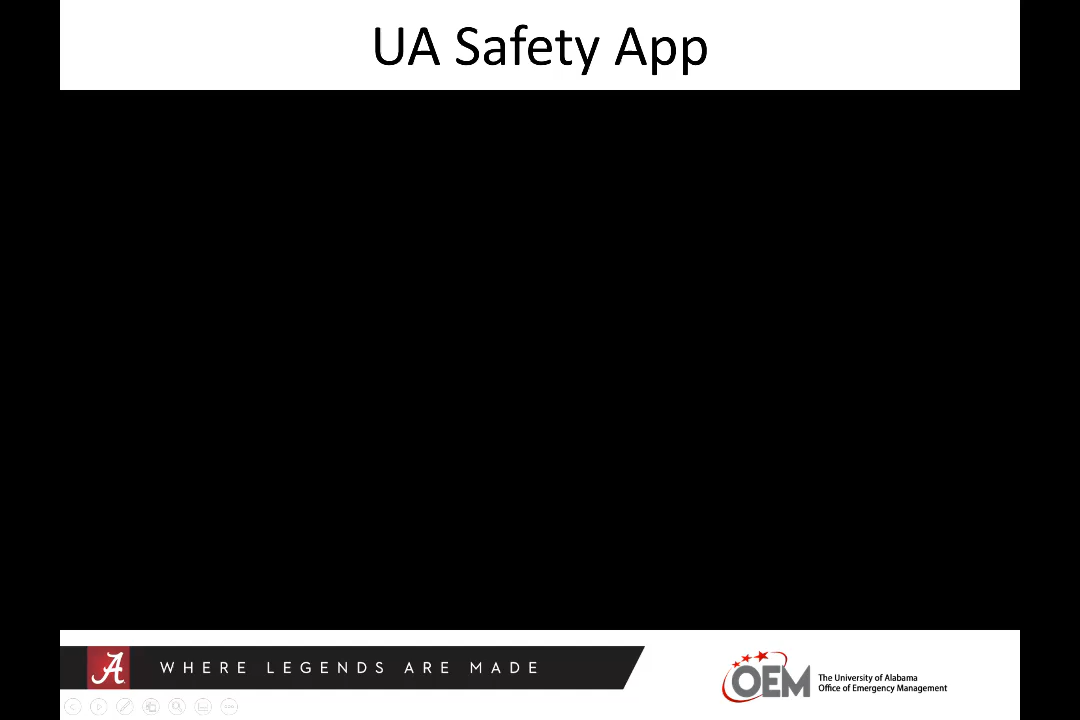 UA Safety App
A WHERE LEGENDS ARE MADE
OEM
The University of Alabama
Office of Emergency Management